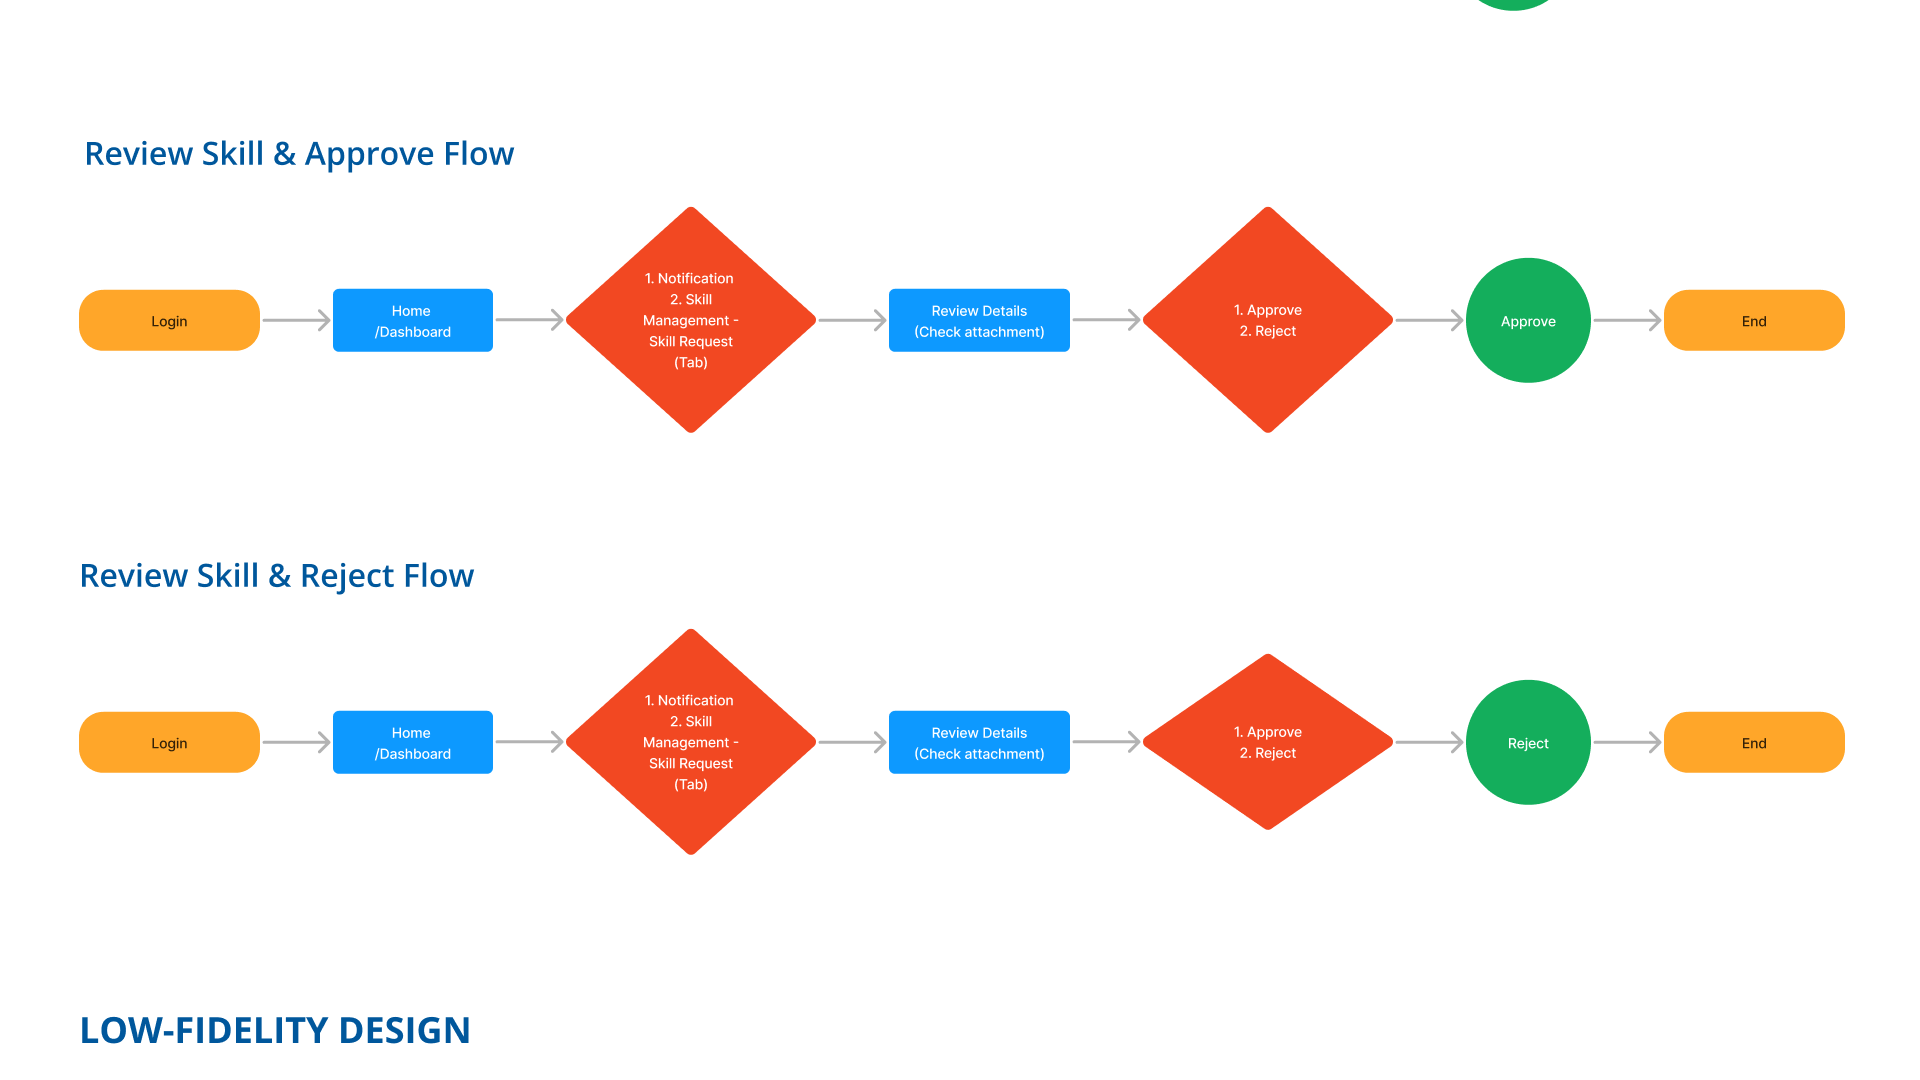 Review Skill & Approve Flow
Login
Home
/Dashboard
1. Notification
2. Skill
Management -
Skill Request
(Tab)
Review Details
(Check attachment)
1. Approve
2. Reject
Approve
End
Review Skill & Reject Flow
Login
Home
/Dashboard
1. Notification
2. Skill
Management -
Skill Request
(Tab)
Review Details
(Check attachment)
1. Approve
2. Reject
Reject
End
LOW-FIDELITY DESIGN